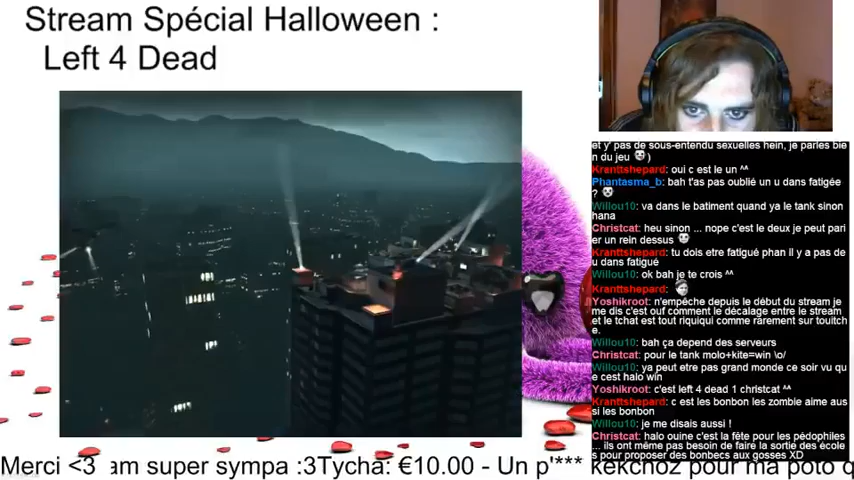 Stream Spécial Halloween :
Left 4 Dead
et y' pas de sous-entendu sexuelles hein, je parles bie
n du jeu )
Kranttshepard: oui c est le un ^^
Phantasma_b: bah t'as pas oublié un u dans fatigée
?
Willou10: va dans le batiment quand ya le tank sinon
hana
Christcat: heu sinon ... nope c'est le deux je peut pari
er un rein dessus
Kranttshepard: tu dois etre fatigué phan il y a pas de
u dans fatigué
Willou10: ok bah je te crois ^^
Kranttshepard:
Yoshikroot: n'empêche depuis le début du stream je
me dis c'est ouf comment le décalage entre le stream
et le tchat est tout riquiqui comme rarement sur touitch
e.
Willou10: bah ça depend des serveurs
Christcat: pour le tank molo+kite=win \o/
Willou10: ya peut etre pas grand monde ce soir vu qu
e cest halo win
Yoshikroot: c'est left 4 dead 1 christcat ^^
Kranttshepard: c est les bonbon les zombie aime aus
si les bonbon
Willou10: je me disais aussi !
Christcat: halo ouine c'est la fête pour les pédophiles
... ils ont même pas besoin de faire la sortie des école
s pour proposer des bonbecs aux gosses XD
Merci <3 am super sympa :3Tycha: €10.00 - Un p'*** kekchoz pour ma poto q